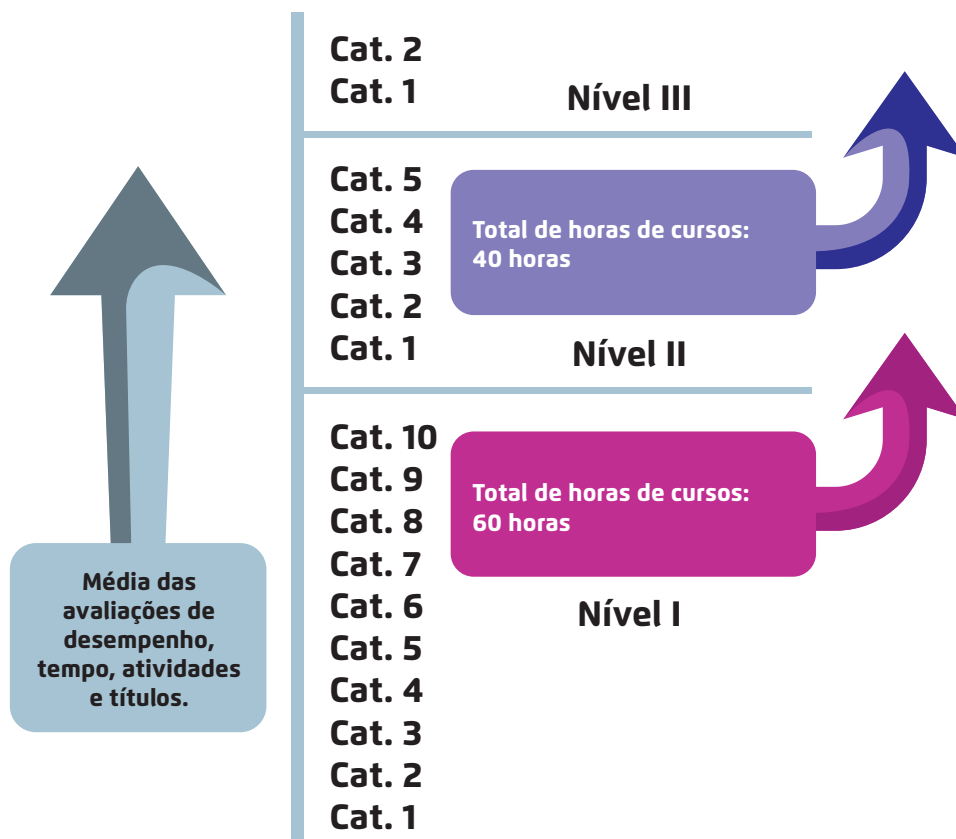 Cat. 2
Cat. 1
Nível III
Cat. 5
Cat. 4
Cat. 3
Cat. 2
Cat. 1
Total de horas de cursos:
40 horas
Nível II
Cat. 10
Cat. 9
Cat. 8
Cat. 7
Cat. 6
Cat. 5
Cat. 4
Cat. 3
Cat. 2
Cat. 1
Total de horas de cursos:
60 horas
Nível I
Média das
avaliações de
desempenho,
tempo, atividades
e títulos.